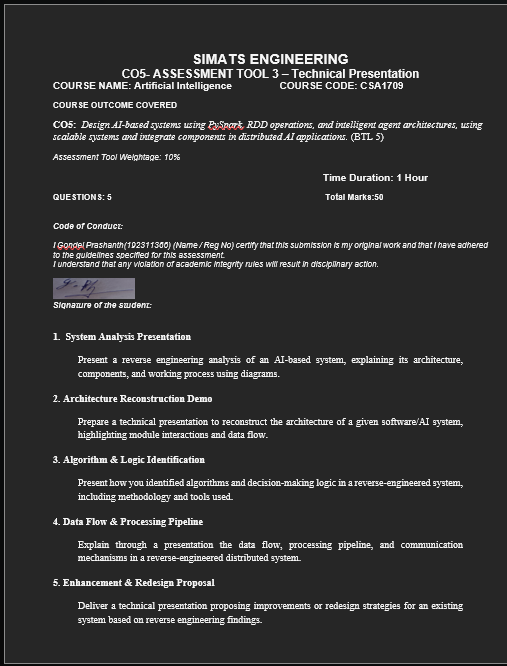 SIMATS ENGINEERING
CO5- ASSESSMENT TOOL 3 – Technical Presentation
COURSE NAME: Artificial Intelligence COURSE CODE: CSA1709
COURSE OUTCOME COVERED
CO5: Design AI-based systems using PySpark, RDD operations, and intelligent agent architectures, using
scalable systems and integrate components in distributed AI applications. (BTL 5)
Assessment Tool Weightage: 10%
Time Duration: 1 Hour
QUESTIONS: 5 Total Marks:50
Code of Conduct:
I Gondel Prashanth(192311366) (Name / Reg No) certify that this submission is my original work and that I have adhered
to the guidelines specified for this assessment.
I understand that any violation of academic integrity rules will result in disciplinary action.
Signature of the student:
1. System Analysis Presentation
Present a reverse engineering analysis of an AI-based system, explaining its architecture,
components, and working process using diagrams.
2. Architecture Reconstruction Demo
Prepare a technical presentation to reconstruct the architecture of a given software/AI system,
highlighting module interactions and data flow.
3. Algorithm & Logic Identification
Present how you identified algorithms and decision-making logic in a reverse-engineered system,
including methodology and tools used.
4. Data Flow & Processing Pipeline
Explain through a presentation the data flow, processing pipeline, and communication
mechanisms in a reverse-engineered distributed system.
5. Enhancement & Redesign Proposal
Deliver a technical presentation proposing improvements or redesign strategies for an existing
system based on reverse engineering findings.